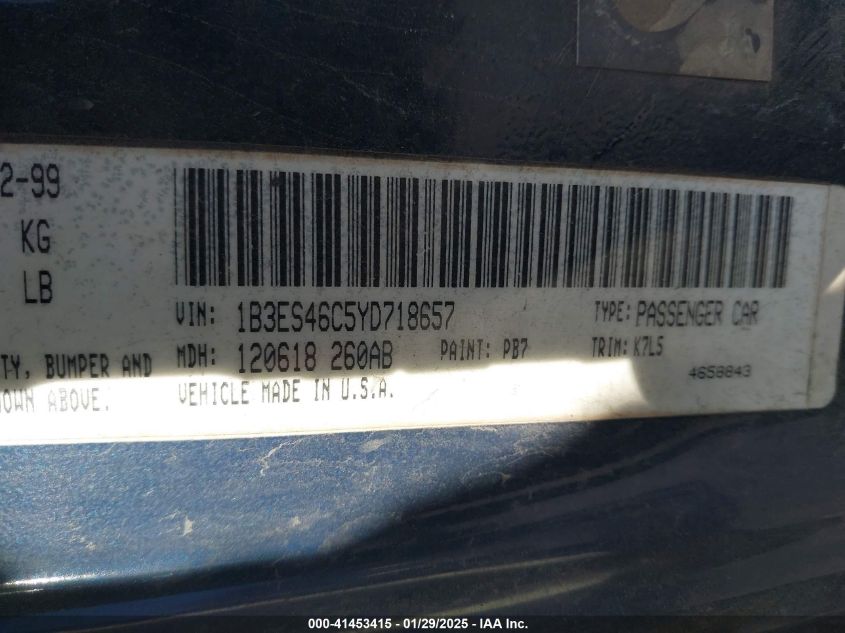 2-99
KG
LB
VIN: 1B3ES46C5YD718657 TYPE: PASSENGER CAR
TY, BUMPER AND MDH: 120618 260AB PAINT: PB7 TRIM: K7L5
OWN ABOVE. VEHICLE MADE IN U.S.A. 4658843
000-41453415 - 01/29/2025 - IAA Inc.